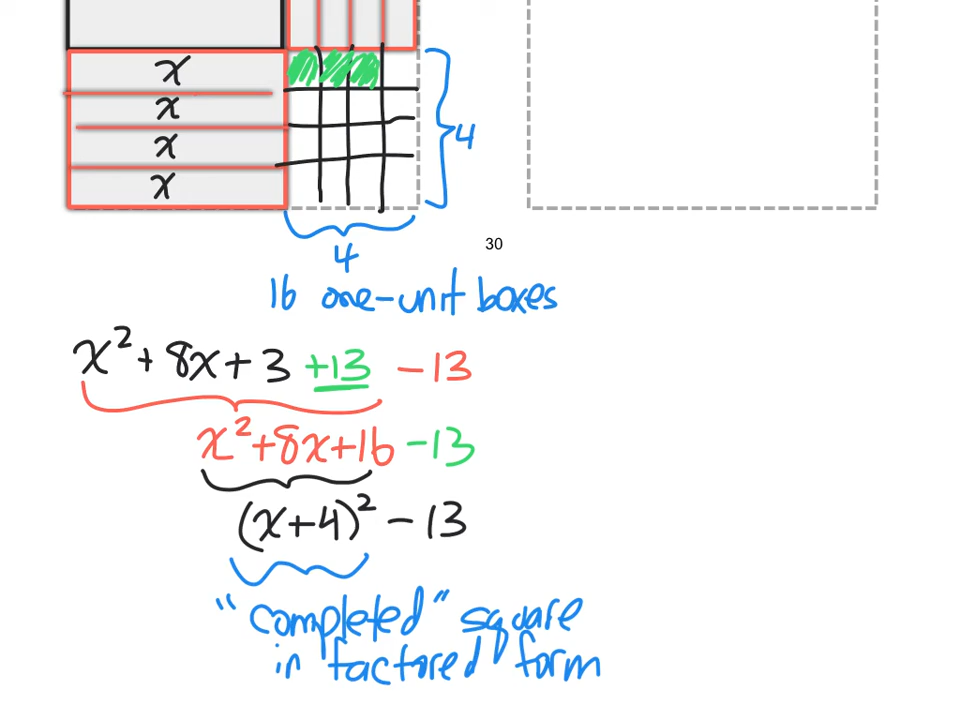 x
x
x
x
4
4
30
16 one-unit boxes
x² + 8x + 3 +13 - 13
x² + 8x + 16 - 13
(x+4)² - 13
"completed" square
in factored form